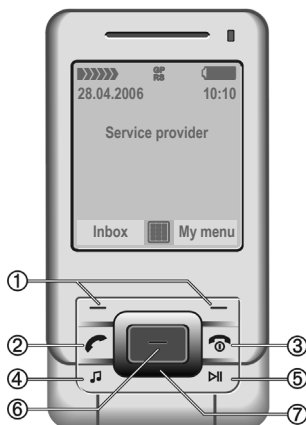 GP
RS
28.04.2006 10:10
Service provider
Inbox My menu
①
①
② ③
④ ⑤
⑥ ⑦